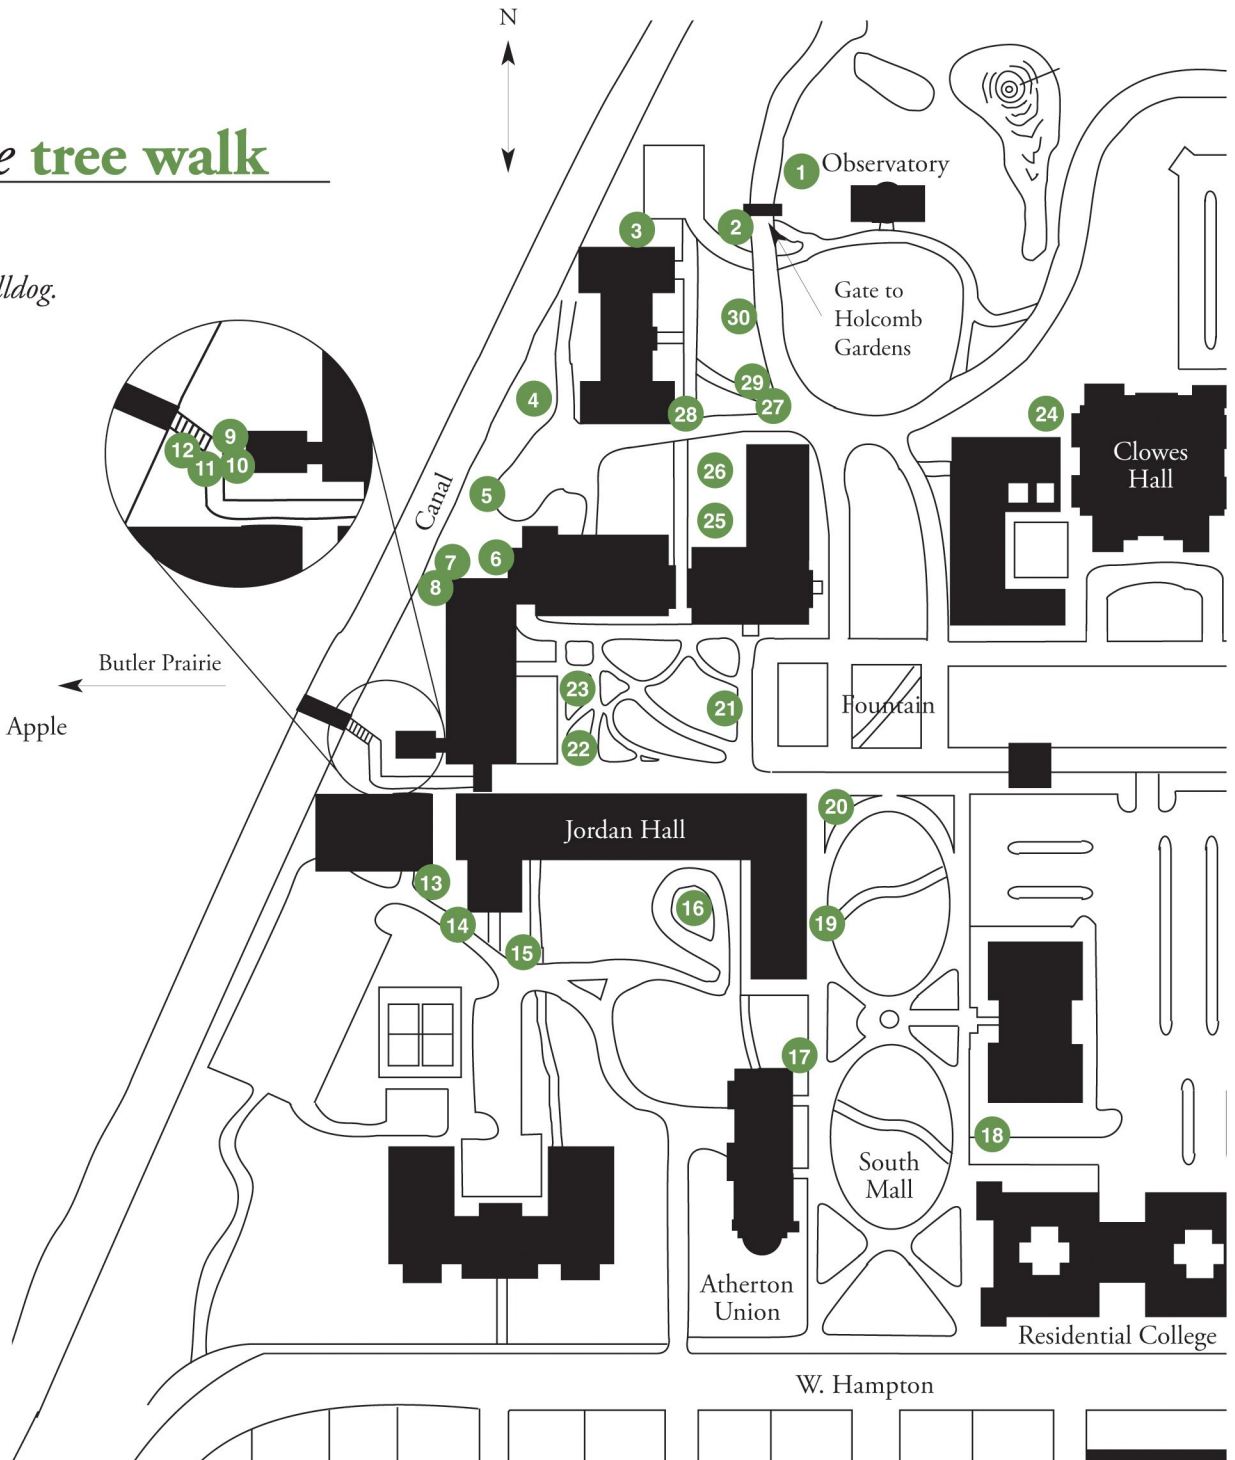 N
e tree walk
1
Observatory
2
3
lldog.
Gate to
Holcomb
Gardens
30
29
4
27
28
24
9
12
10
11
Clowes
Hall
26
Canal
5
25
6
7
8
Butler Prairie
23
Fountain
21
Apple
22
20
Jordan Hall
13
16
19
14
15
17
18
South
Mall
Atherton
Union
Residential College
W. Hampton